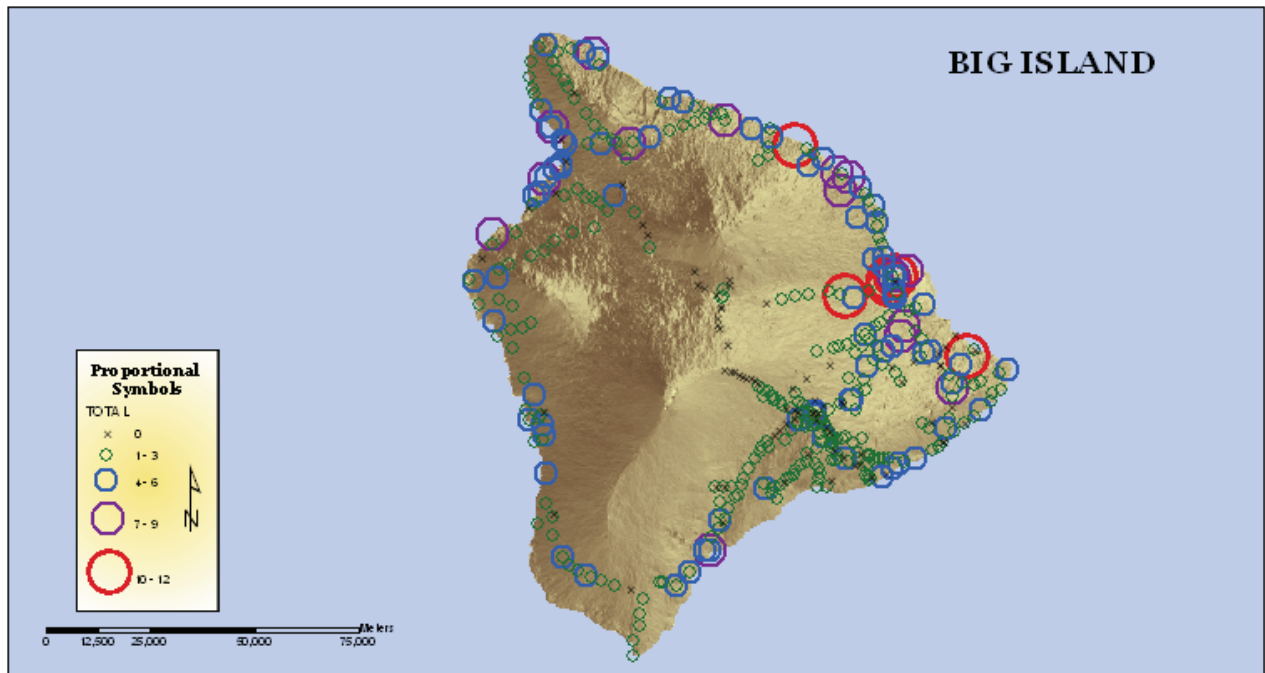 BIG ISLAND
Proportional
Symbols
TOTAL
0
1 - 3
4 - 6
7 - 9
10 - 12
N
Meters
0 12,500 25,000 50,000 75,000